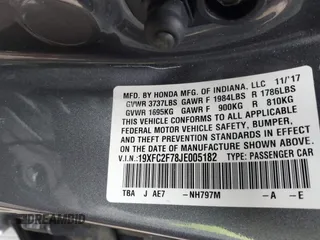 MFD. BY HONDA MFG. OF INDIANA, LLC 11/'17
GVWR 3737LBS GAWR F 1984LBS R 1786LBS
GVWR 1695KG GAWR F 900KG R 810KG
THIS VEHICLE CONFORMS TO ALL APPLICABLE
FEDERAL MOTOR VEHICLE SAFETY, BUMPER,
AND THEFT PREVENTION STANDARDS IN EFFECT
ON THE DATE OF MANUFACTURE SHOWN ABOVE.
V.I.N.: 19XFC2F78JE005182 TYPE: PASSENGER CAR
TBA J AE7 -NH797M -A -E
DREAMBID